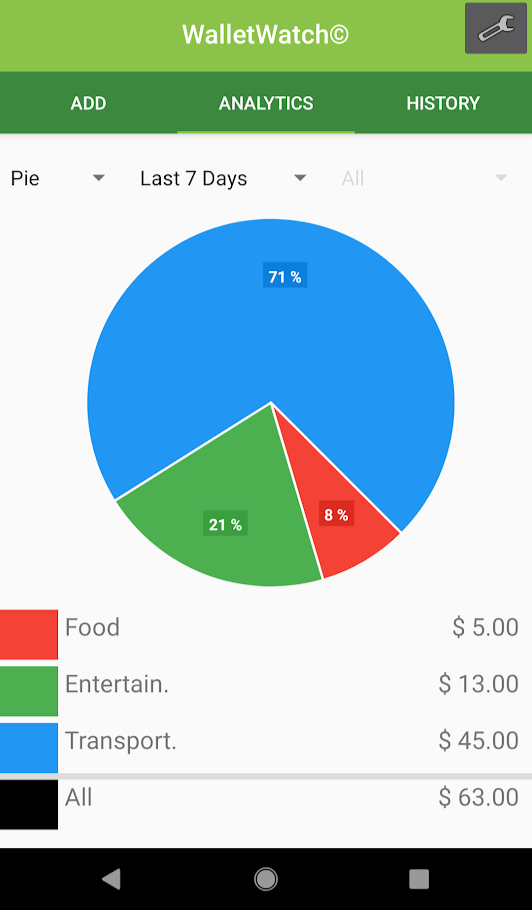 WalletWatch©
ADD ANALYTICS HISTORY
Pie Last 7 Days All
71 %
8 %
21 %
Food $ 5.00
Entertain. $ 13.00
Transport. $ 45.00
All $ 63.00